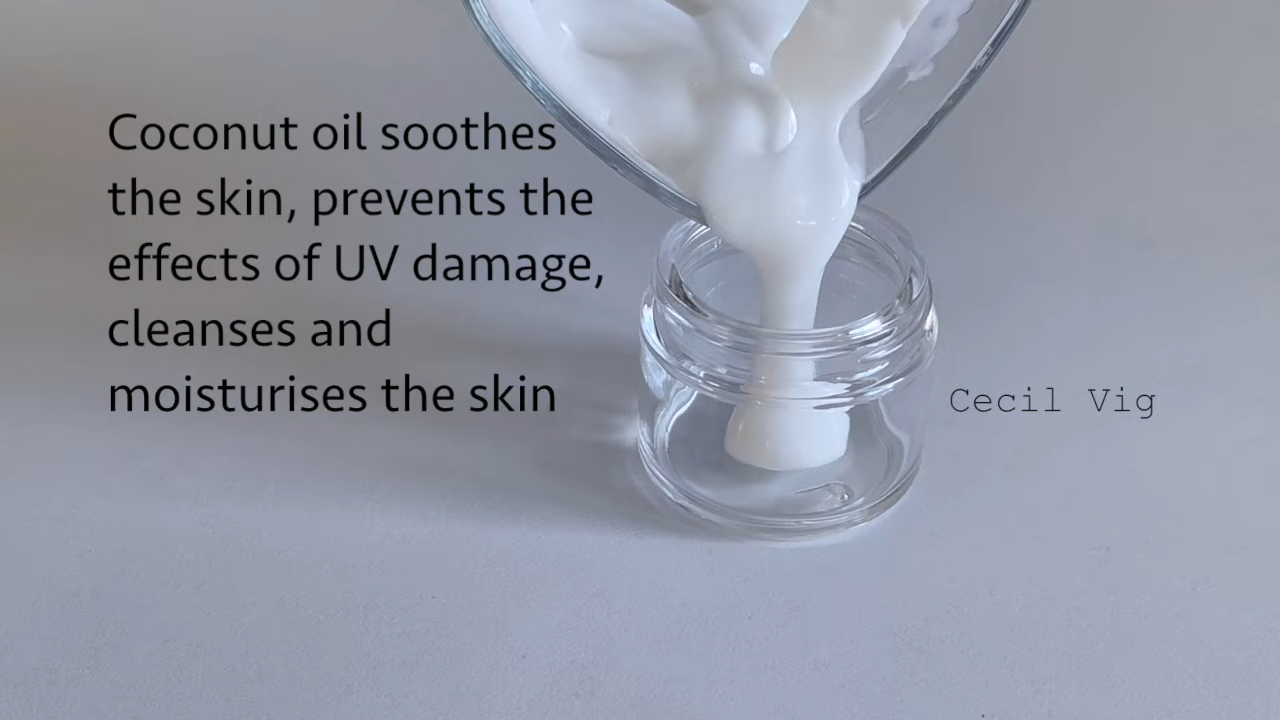 Coconut oil soothes
the skin, prevents the
effects of UV damage,
cleanses and
moisturises the skin
Cecil Vig